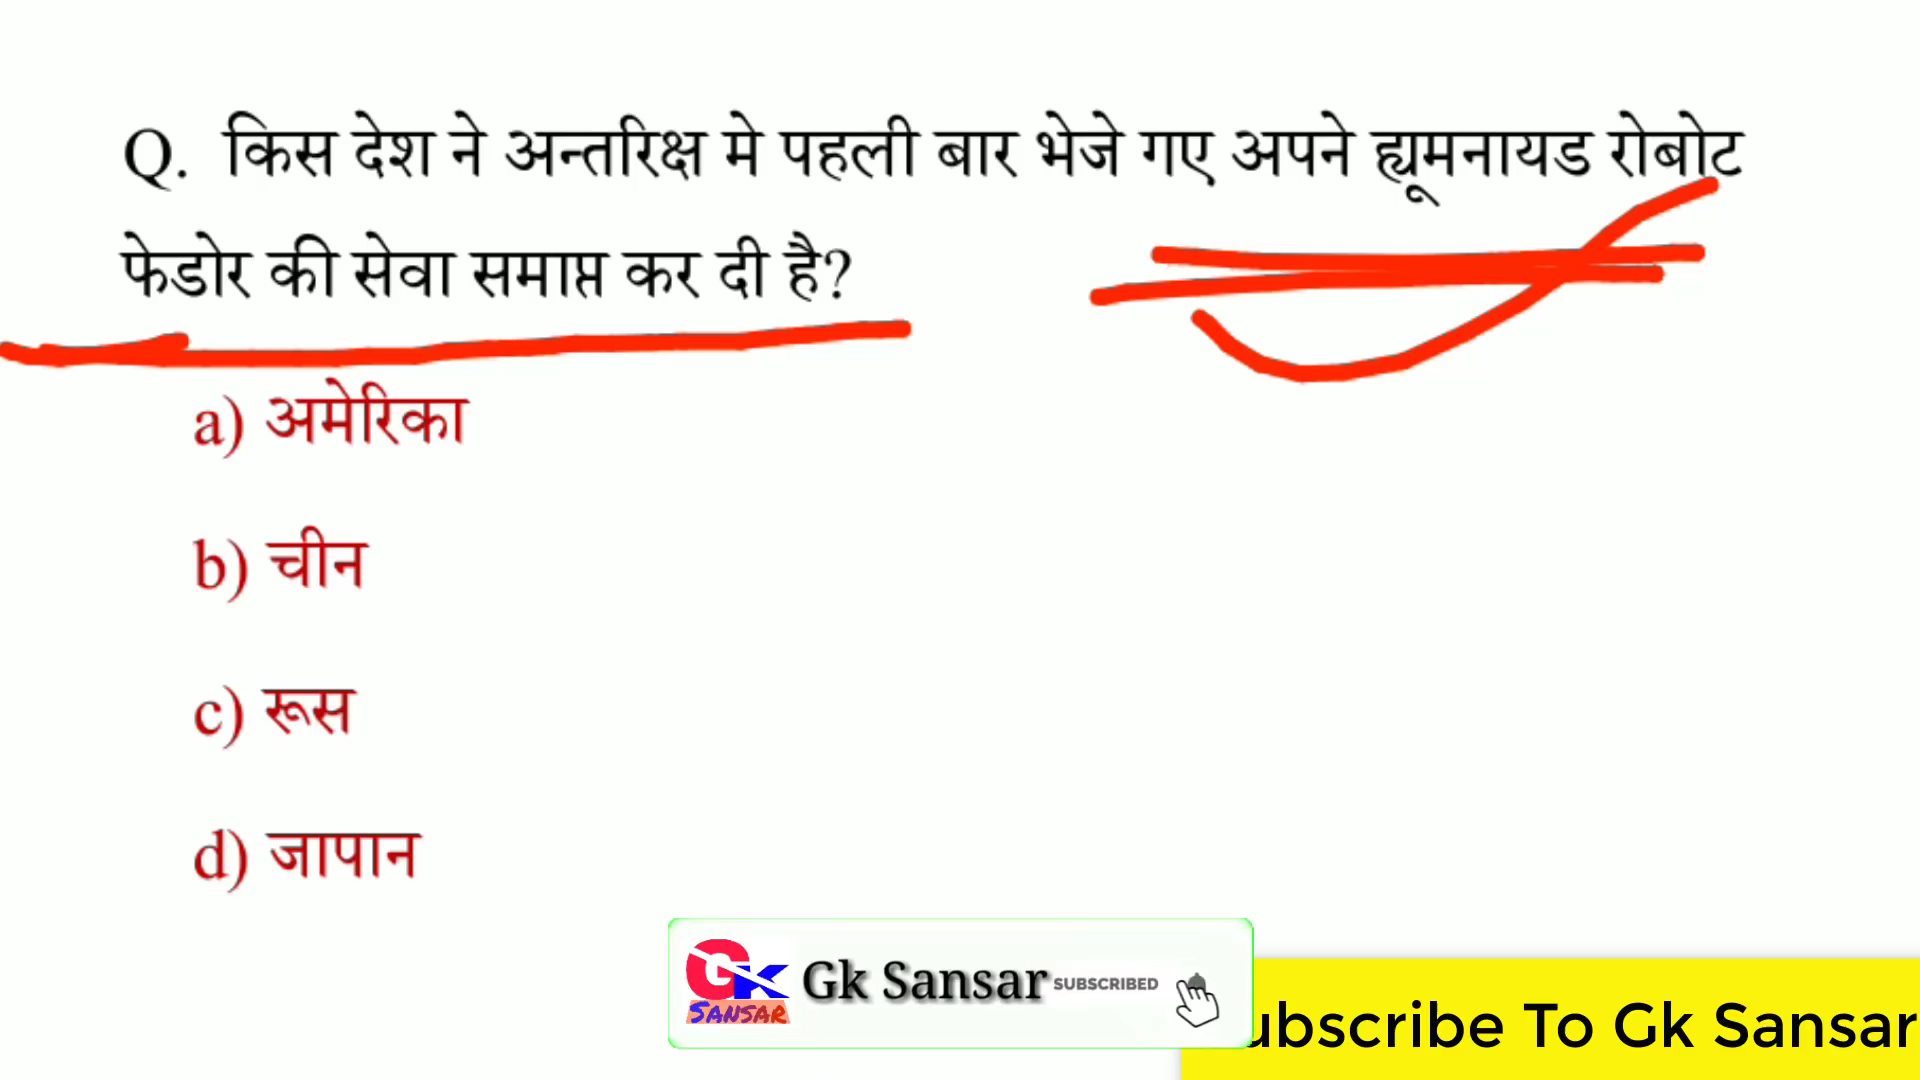 Q. किस देश ने अन्तरिक्ष मे पहली बार भेजे गए अपने ह्यूमनायड रोबोट
फेडोर की सेवा समाप्त कर दी है?
a) अमेरिका
b) चीन
c) रूस
d) जापान
GK SANSAR
Gk Sansar SUBSCRIBED
ubscribe To Gk Sansar